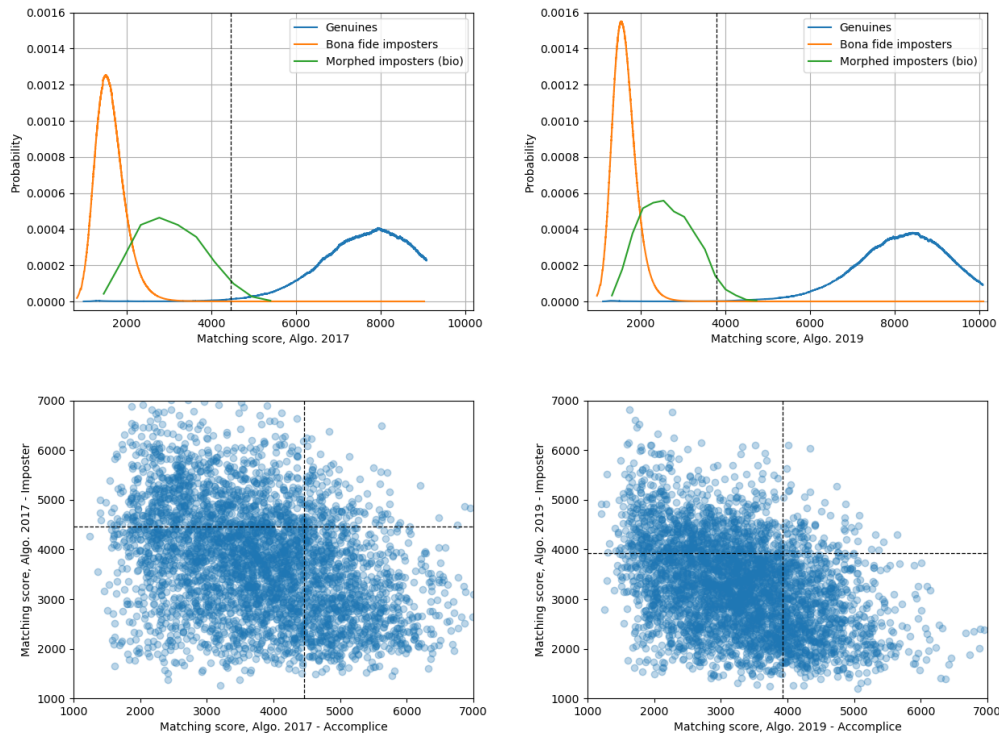 0.0016
0.0014
0.0012
0.0010
0.0008
0.0006
0.0004
0.0002
0.0000
Probability
2000 4000 6000 8000 10000
Matching score, Algo. 2017
Genuines
Bona fide imposters
Morphed imposters (bio)
0.0016
0.0014
0.0012
0.0010
0.0008
0.0006
0.0004
0.0002
0.0000
Probability
2000 4000 6000 8000 10000
Matching score, Algo. 2019
Genuines
Bona fide imposters
Morphed imposters (bio)
7000
6000
5000
4000
3000
2000
1000
Matching score, Algo. 2017 - Imposter
1000 2000 3000 4000 5000 6000 7000
Matching score, Algo. 2017 - Accomplice
7000
6000
5000
4000
3000
2000
1000
Matching score, Algo. 2019 - Imposter
1000 2000 3000 4000 5000 6000 7000
Matching score, Algo. 2019 - Accomplice